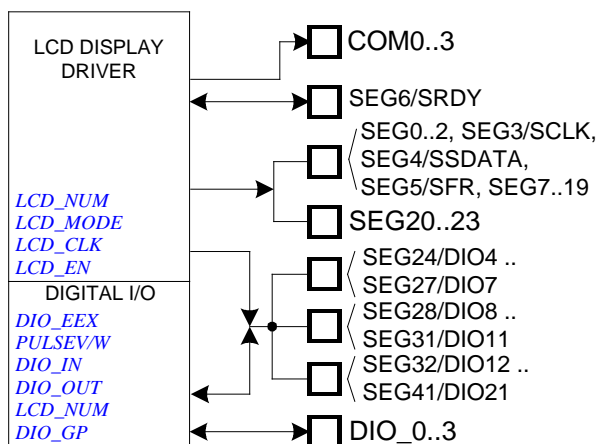 LCD DISPLAY
DRIVER
LCD_NUM
LCD_MODE
LCD_CLK
LCD_EN
DIGITAL I/O
DIO_EEX
PULSEV/W
DIO_IN
DIO_OUT
LCD_NUM
DIO_GP
COM0..3
SEG6/SRDY
SEG0..2, SEG3/SCLK,
SEG4/SSDATA,
SEG5/SFR, SEG7..19
SEG20..23
SEG24/DIO4 ..
SEG27/DIO7
SEG28/DIO8 ..
SEG31/DIO11
SEG32/DIO12 ..
SEG41/DIO21
DIO_0..3